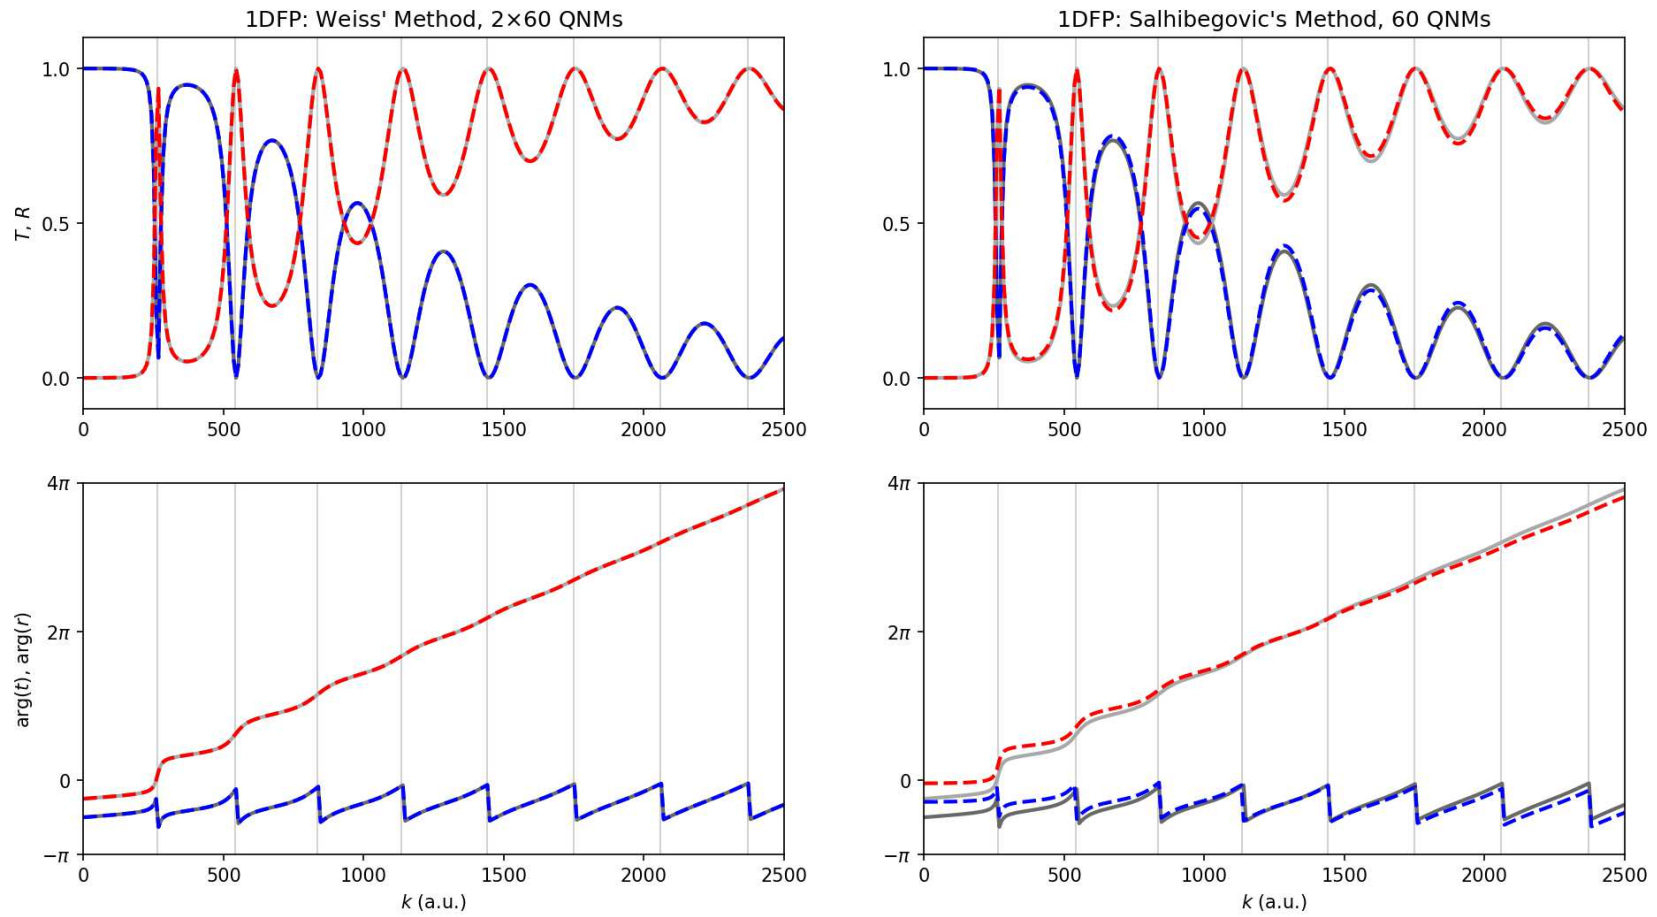 1DFP: Weiss' Method, 2×60 QNMs
1.0
0.5
0.0
T, R
0 500 1000 1500 2000 2500
1DFP: Salhibegovic's Method, 60 QNMs
1.0
0.5
0.0
0 500 1000 1500 2000 2500
4π
2π
0
−π
arg(t), arg(r)
0 500 1000 1500 2000 2500
k (a.u.)
4π
2π
0
−π
0 500 1000 1500 2000 2500
k (a.u.)